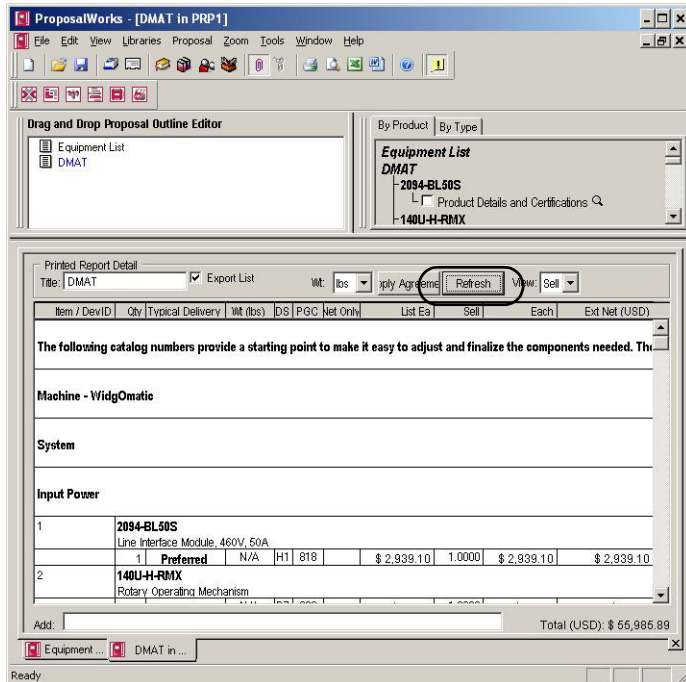 ProposalWorks - [DMAT in PRP1]
File Edit View Libraries Proposal Zoom Tools Window Help
Drag and Drop Proposal Outline Editor
Equipment List
DMAT
By Product By Type
Equipment List
DMAT
2094-BL50S
Product Details and Certifications
140U-H-RMX
Printed Report Detail
Title: DMAT Export List Wt: lbs Refresh View: Sell
Item / DevID Qty Typical Delivery Wt (lbs) DS PGC Net Only List Ea Sell Each Ext Net (USD)
The following catalog numbers provide a starting point to make it easy to adjust and finalize the components needed.
Machine - WidgOmatic
System
Input Power
1 2094-BL50S
Line Interface Module, 460V, 50A
1 Preferred N/A H1 818 $ 2,939.10 1.0000 $ 2,939.10 $ 2,939.10
2 140U-H-RMX
Rotary Operating Mechanism
Add: Total (USD): $ 55,985.89
Equipment ... DMAT in ...
Ready